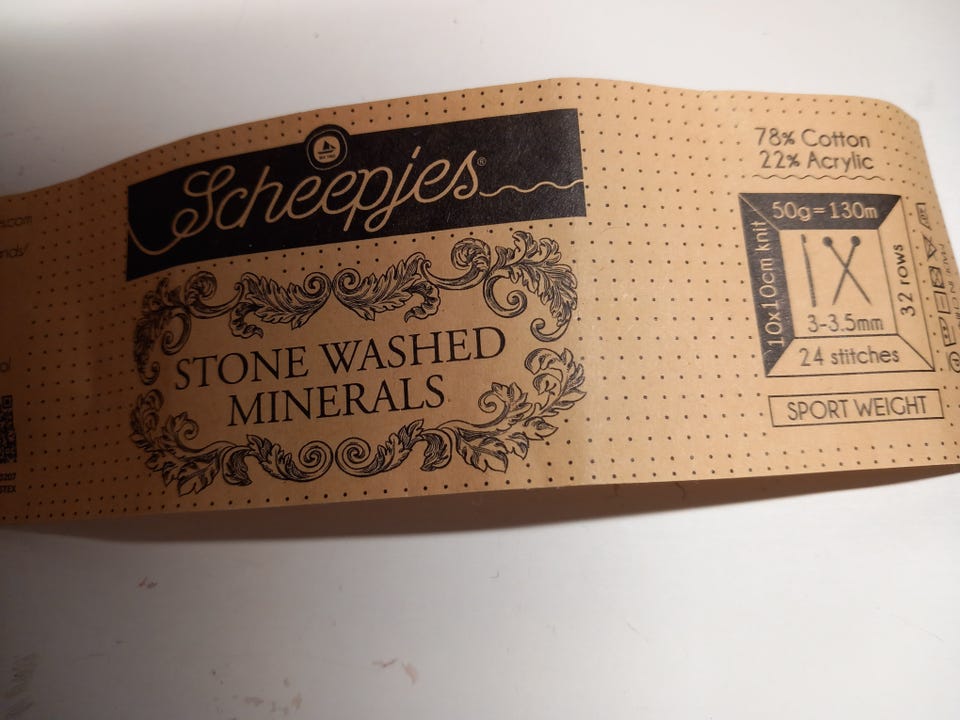 Scheepjes®
STONE WASHED
MINERALS
78% Cotton
22% Acrylic
50g=130m
10x10cm knit
3-3.5mm
32 rows
24 stitches
SPORT WEIGHT